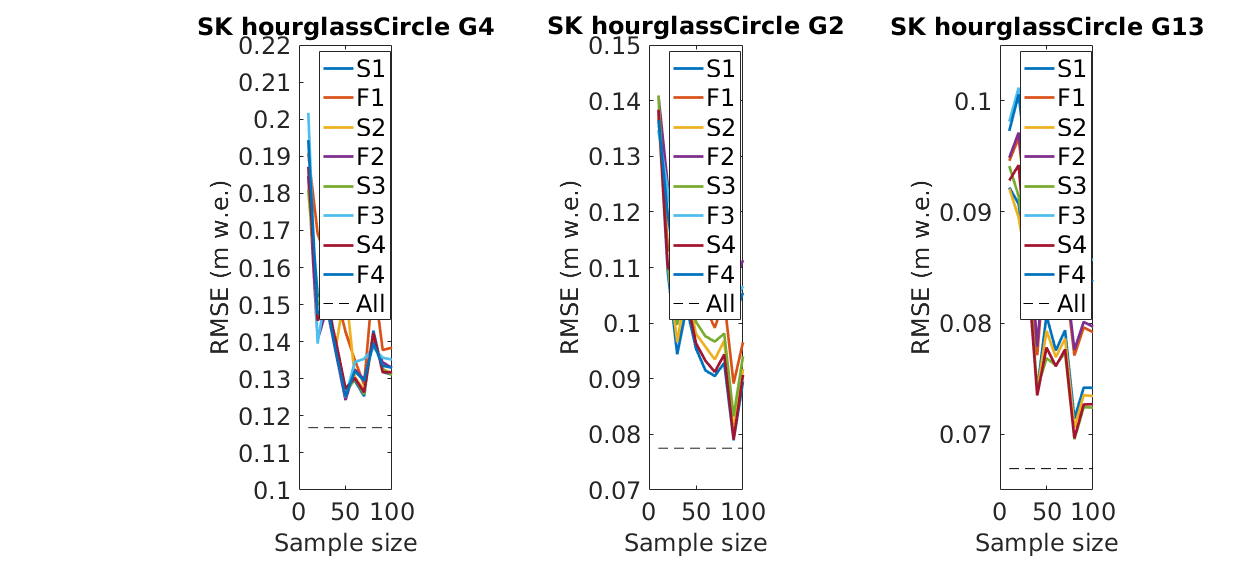 SK hourglassCircle G4
0.22
0.21
0.2
0.19
0.18
0.17
0.16
0.15
0.14
0.13
0.12
0.11
0.1
RMSE (m w.e.)
0 50 100
Sample size
S1
F1
S2
F2
S3
F3
S4
F4
All
SK hourglassCircle G2
0.15
0.14
0.13
0.12
0.11
0.1
0.09
0.08
0.07
RMSE (m w.e.)
0 50 100
Sample size
S1
F1
S2
F2
S3
F3
S4
F4
All
SK hourglassCircle G13
0.1
0.09
0.08
0.07
RMSE (m w.e.)
0 50 100
Sample size
S1
F1
S2
F2
S3
F3
S4
F4
All